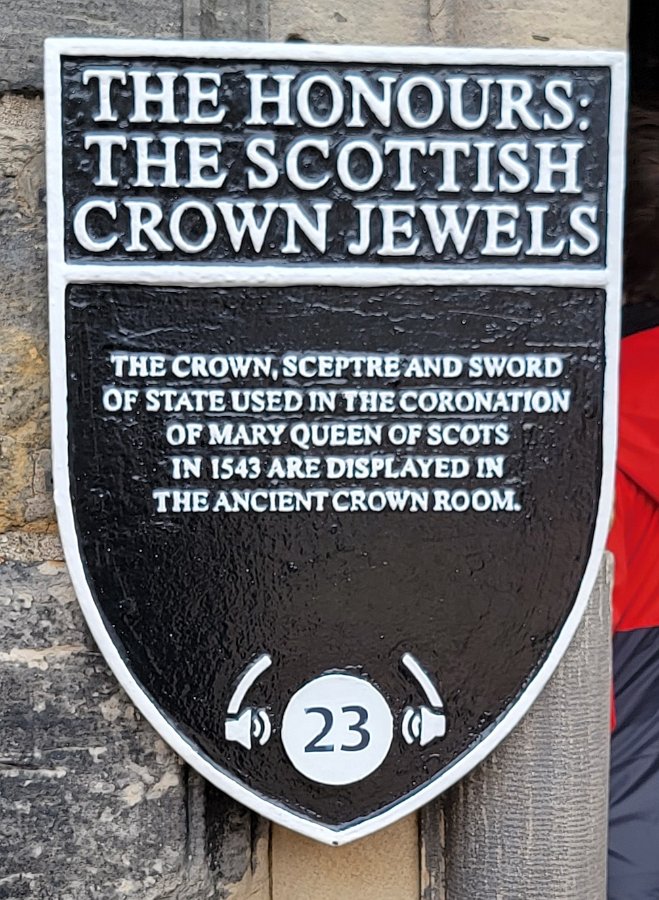 THE HONOURS:
THE SCOTTISH
CROWN JEWELS
THE CROWN, SCEPTRE AND SWORD
OF STATE USED IN THE CORONATION
OF MARY QUEEN OF SCOTS
IN 1543 ARE DISPLAYED IN
THE ANCIENT CROWN ROOM.
23